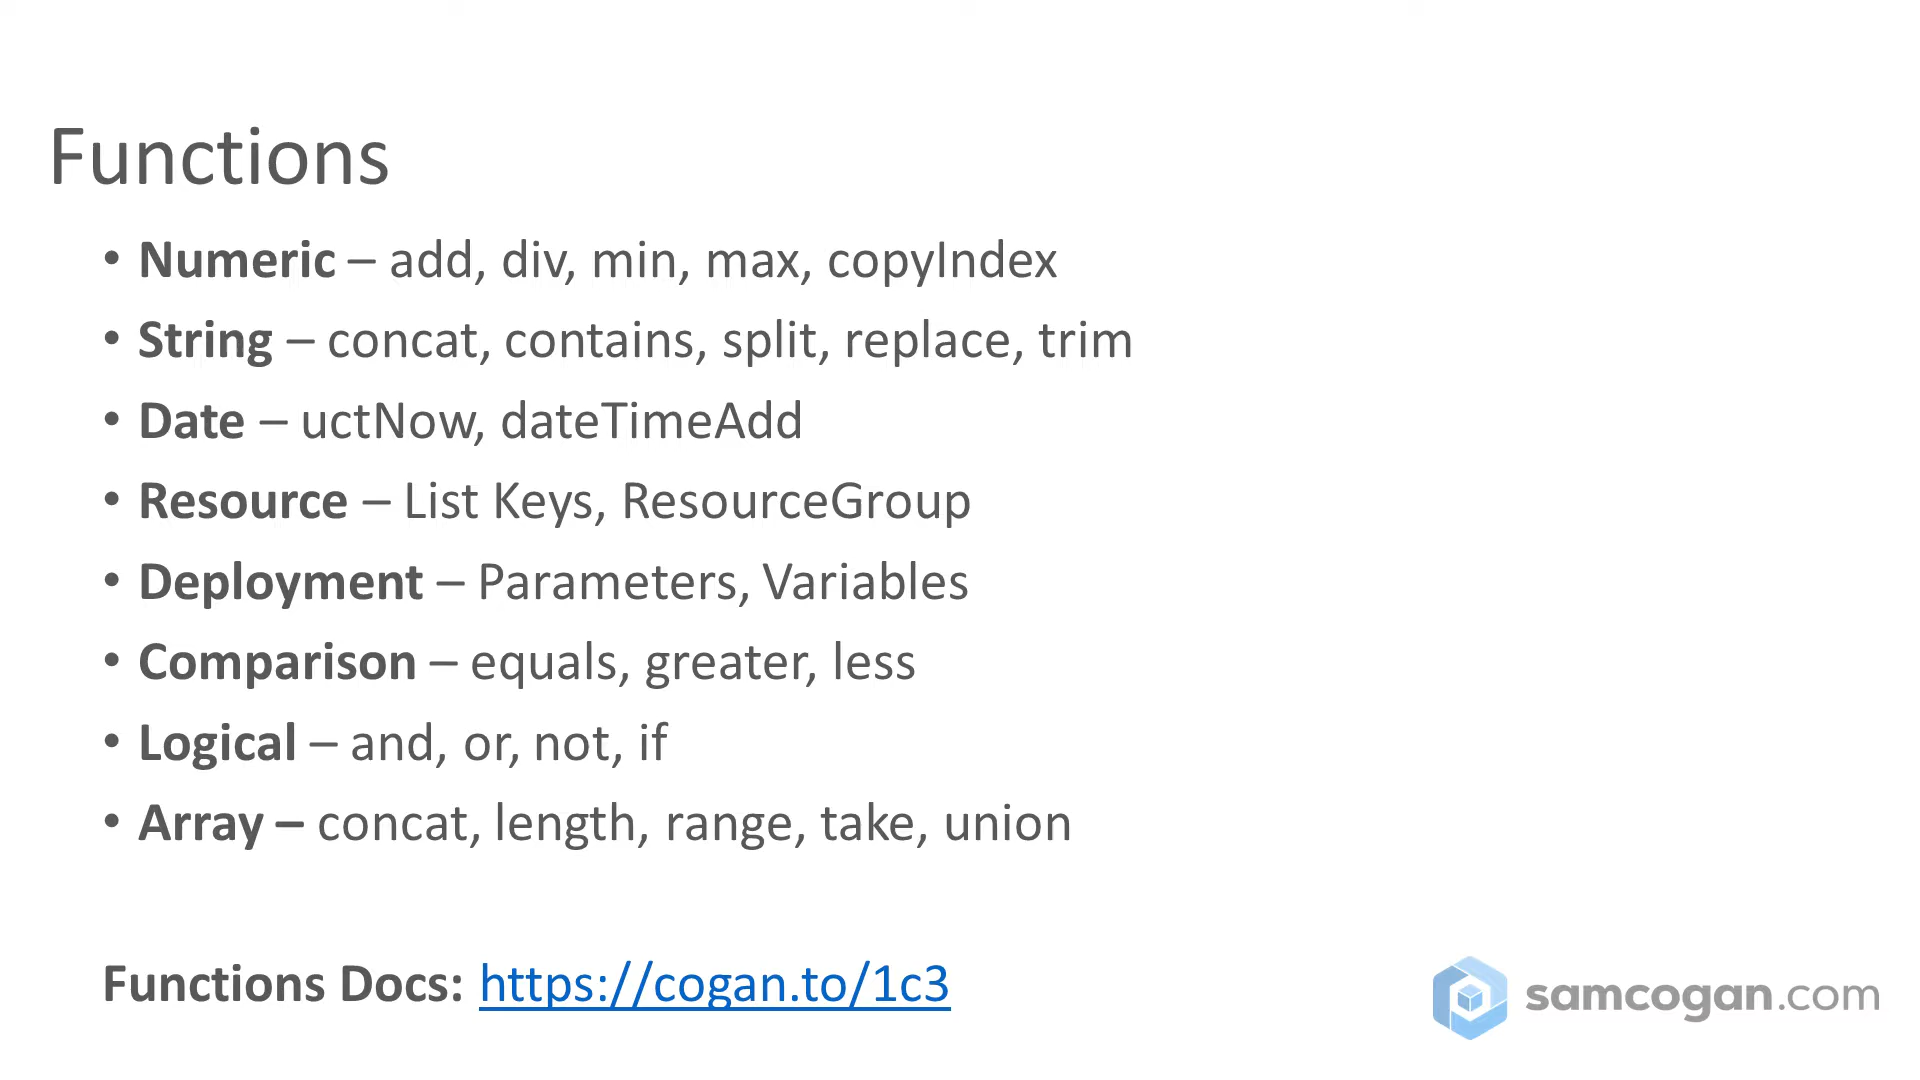 Functions
• Numeric – add, div, min, max, copyIndex
• String – concat, contains, split, replace, trim
• Date – uctNow, dateTimeAdd
• Resource – List Keys, ResourceGroup
• Deployment – Parameters, Variables
• Comparison – equals, greater, less
• Logical – and, or, not, if
• Array – concat, length, range, take, union
Functions Docs: https://cogan.to/1c3
samcogan.com